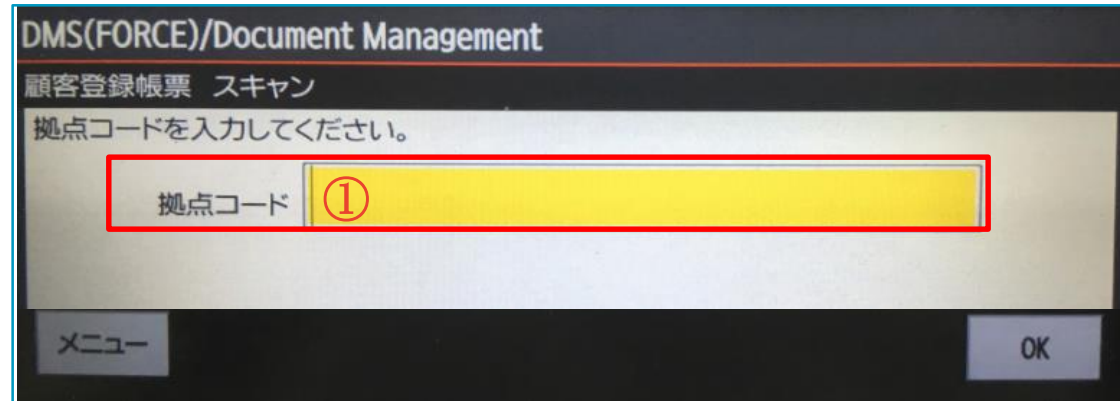 DMS(FORCE)/Document Management
顧客登録帳票 スキャン
拠点コードを入力してください。
拠点コード ①
メニュー OK